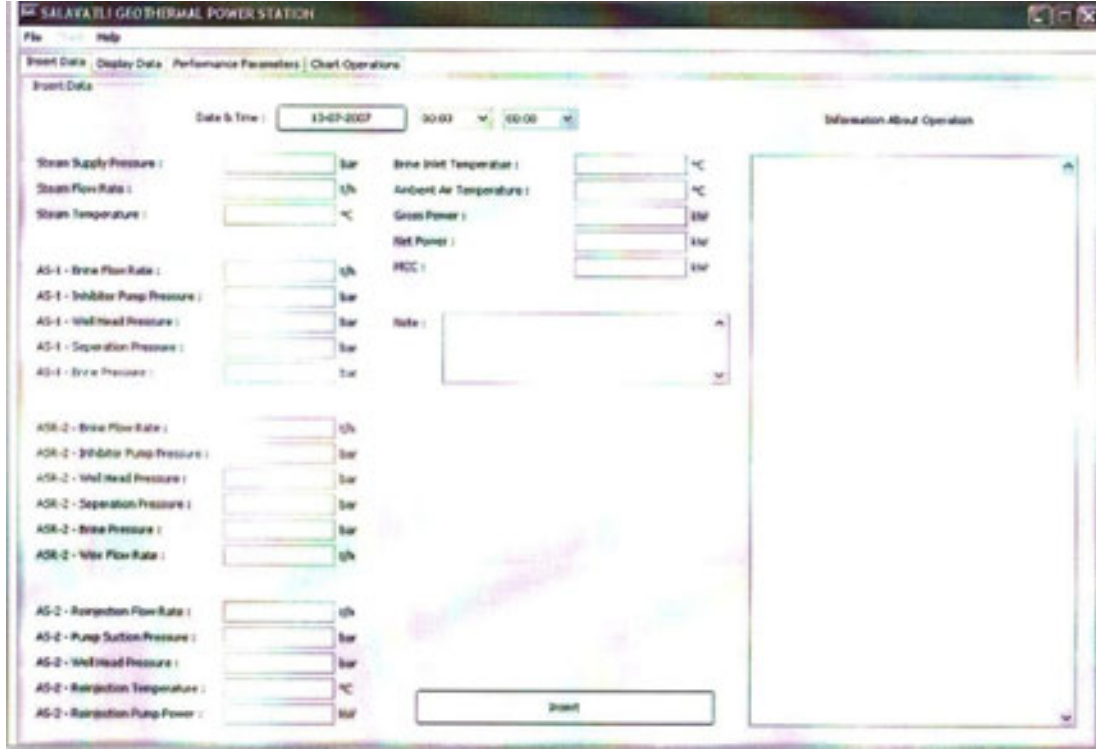 SALAVATLI GEOTHERMAL POWER STATION
File Help
Insert Data Display Data Performance Parameters Chart Operations
Insert Data
Date & Time : 13-07-2007 00:00 00:00
Information About Operation
Steam Supply Pressure : bar
Steam Flow Rate : t/h
Steam Temperature : °C
Brine Inlet Temperatue : °C
Ambient Air Temperature : °C
Gross Power : kW
Net Power : kW
MCC : kW
AS-1 - Brine Flow Rate : t/h
AS-1 - Inhibitor Pump Pressure : bar
AS-1 - Well Head Pressure : bar
AS-1 - Seperation Pressure : bar
AS-1 - Brine Pressure : bar
Note :
ASR-2 - Brine Flow Rate : t/h
ASR-2 - Inhibitor Pump Pressure : bar
ASR-2 - Well Head Pressure : bar
ASR-2 - Seperation Pressure : bar
ASR-2 - Brine Pressure : bar
ASR-2 - Flow Rate : t/h
AS-2 - Reinjection Flow Rate : t/h
AS-2 - Pump Suction Pressure : bar
AS-2 - Well Head Pressure : bar
AS-2 - Reinjection Temperature : °C
AS-2 - Reinjection Pump Power : kW
Insert